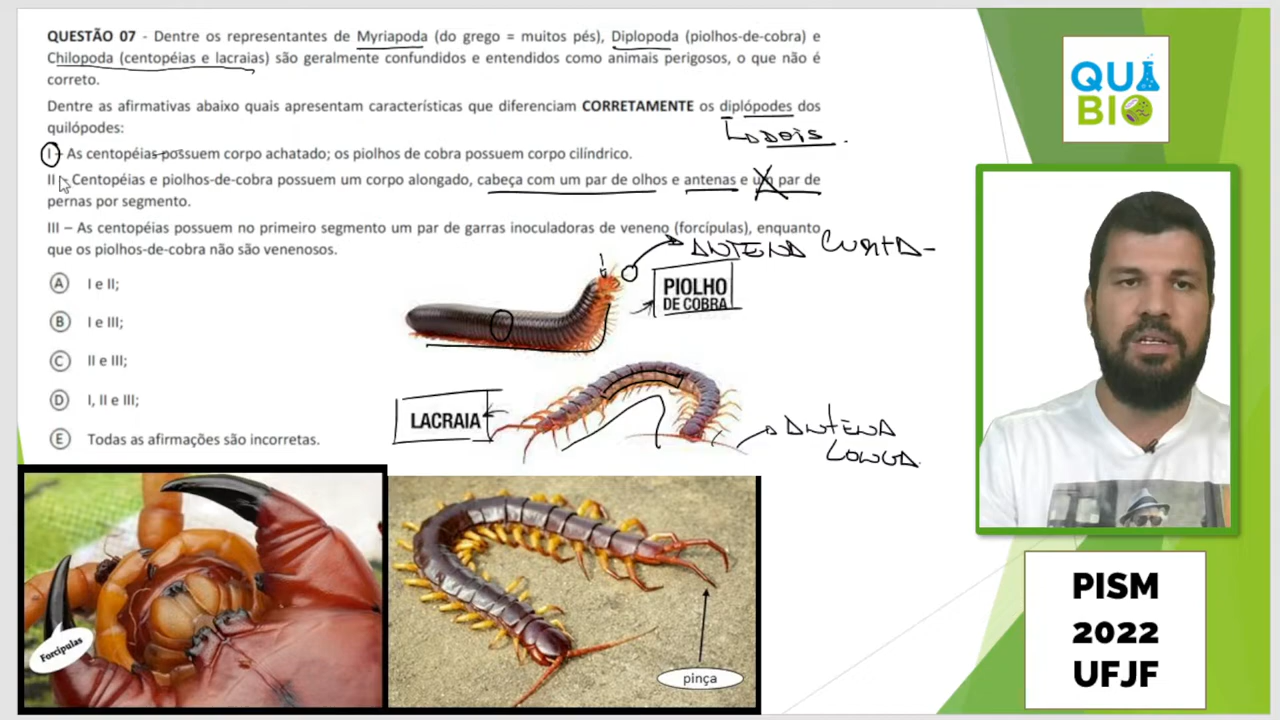 QUESTÃO 07 - Dentre os representantes de Myriapoda (do grego = muitos pés), Diplopoda (piolhos-de-cobra) e
Chilopoda (centopéias e lacraias) são geralmente confundidos e entendidos como animais perigosos, o que não é
correto.
Dentre as afirmativas abaixo quais apresentam características que diferenciam CORRETAMENTE os diplópodes dos
quilópodes:
DOIS.
I – As centopéias possuem corpo achatado; os piolhos de cobra possuem corpo cilíndrico.
II – Centopéias e piolhos-de-cobra possuem um corpo alongado, cabeça com um par de olhos e antenas e um par de
pernas por segmento.
III – As centopéias possuem no primeiro segmento um par de garras inoculadoras de veneno (forcípulas), enquanto
que os piolhos-de-cobra não são venenosos.
ANTENA CURTA
A I e II;
B I e III;
C II e III;
D I, II e III;
E Todas as afirmações são incorretas.
PIOLHO
DE COBRA
LACRAIA
ANTENA
LONGA
Forcípulas
pinça
QUI
BIO
PISM
2022
UFJF